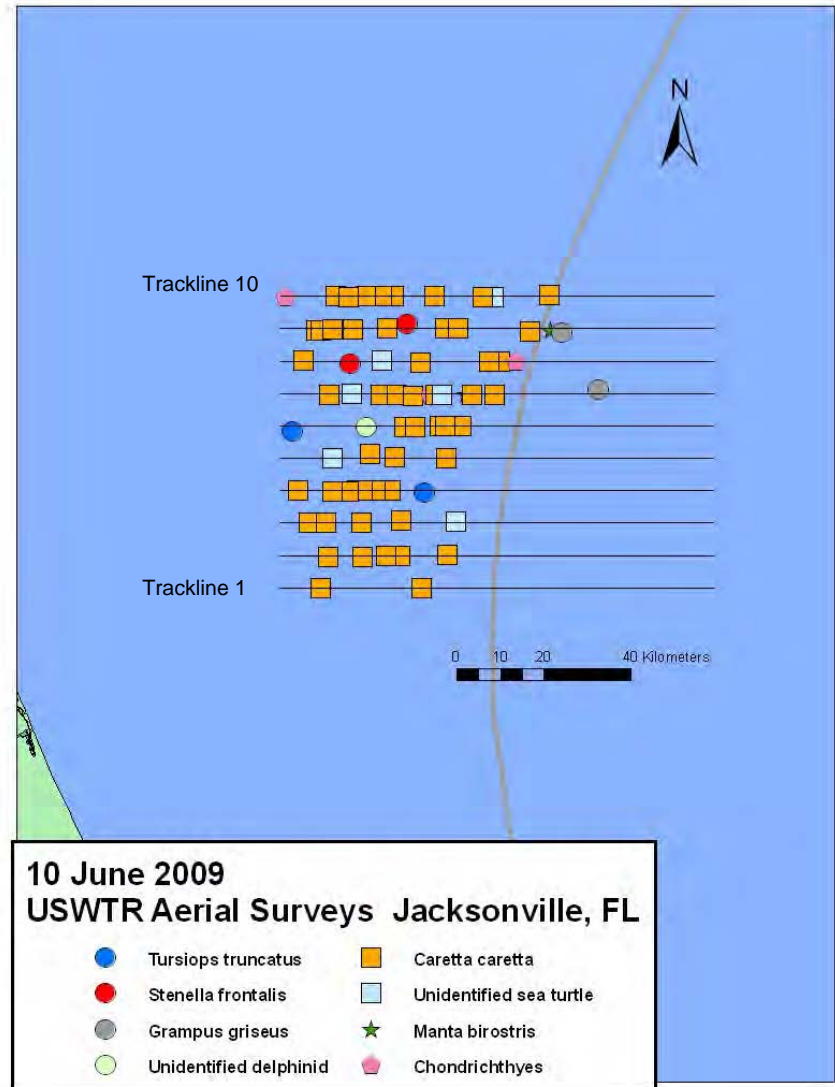 N
Trackline 10
Trackline 1
0 10 20 40 Kilometers
10 June 2009
USWTR Aerial Surveys Jacksonville, FL
Tursiops truncatus
Caretta caretta
Stenella frontalis
Unidentified sea turtle
Grampus griseus
Manta birostris
Unidentified delphinid
Chondrichthyes